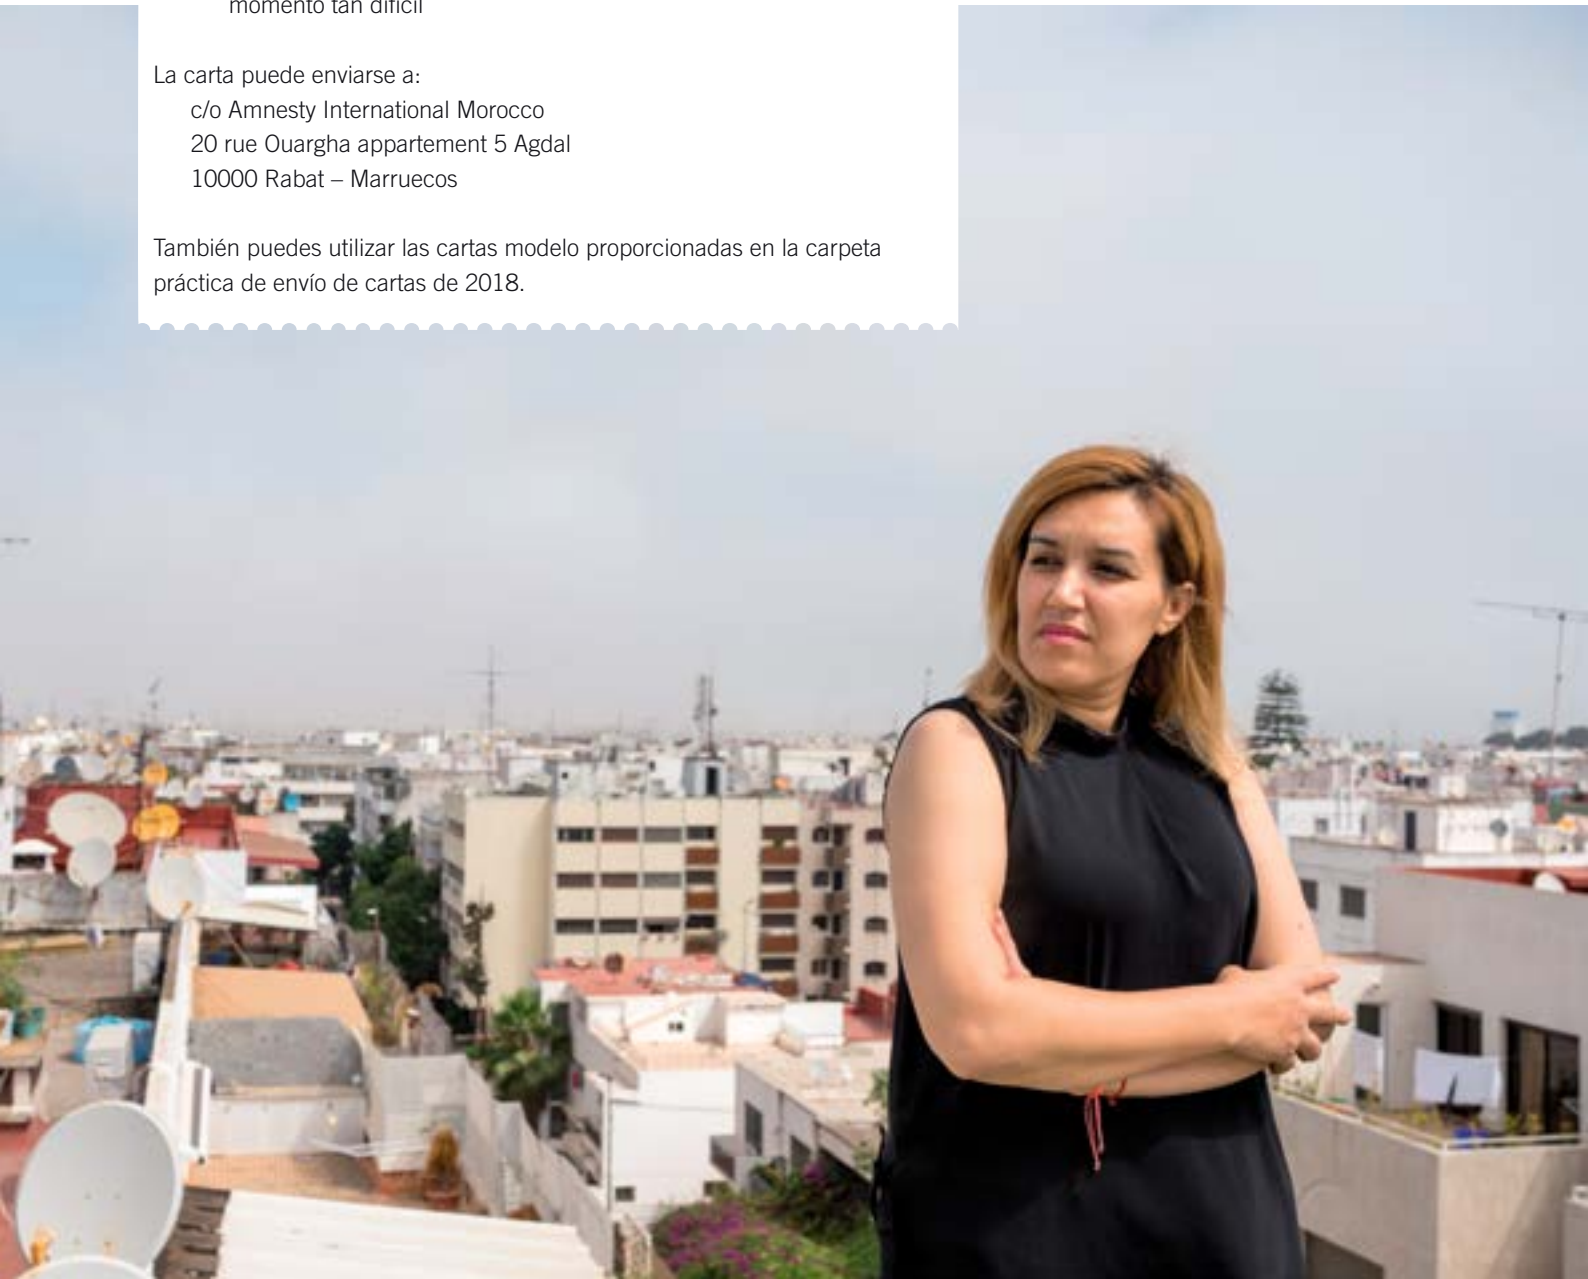 momento tan difícil
La carta puede enviarse a:
c/o Amnesty International Morocco
20 rue Ouargha appartement 5 Agdal
10000 Rabat – Marruecos
También puedes utilizar las cartas modelo proporcionadas en la carpeta
práctica de envío de cartas de 2018.